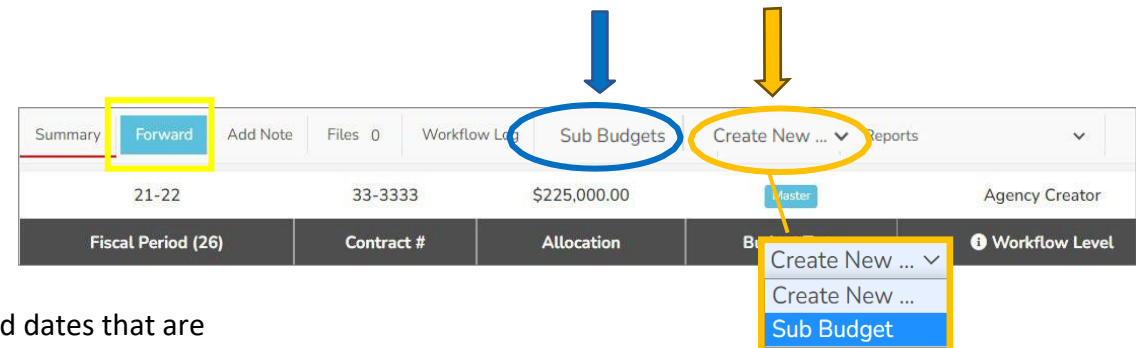 Summary Forward Add Note Files 0 Workflow Log Sub Budgets Create New ... Reports
21-22 33-3333 $225,000.00 Master Agency Creator
Fiscal Period (26) Contract # Allocation Workflow Level
Create New ...
Create New ...
d dates that are
Sub Budget